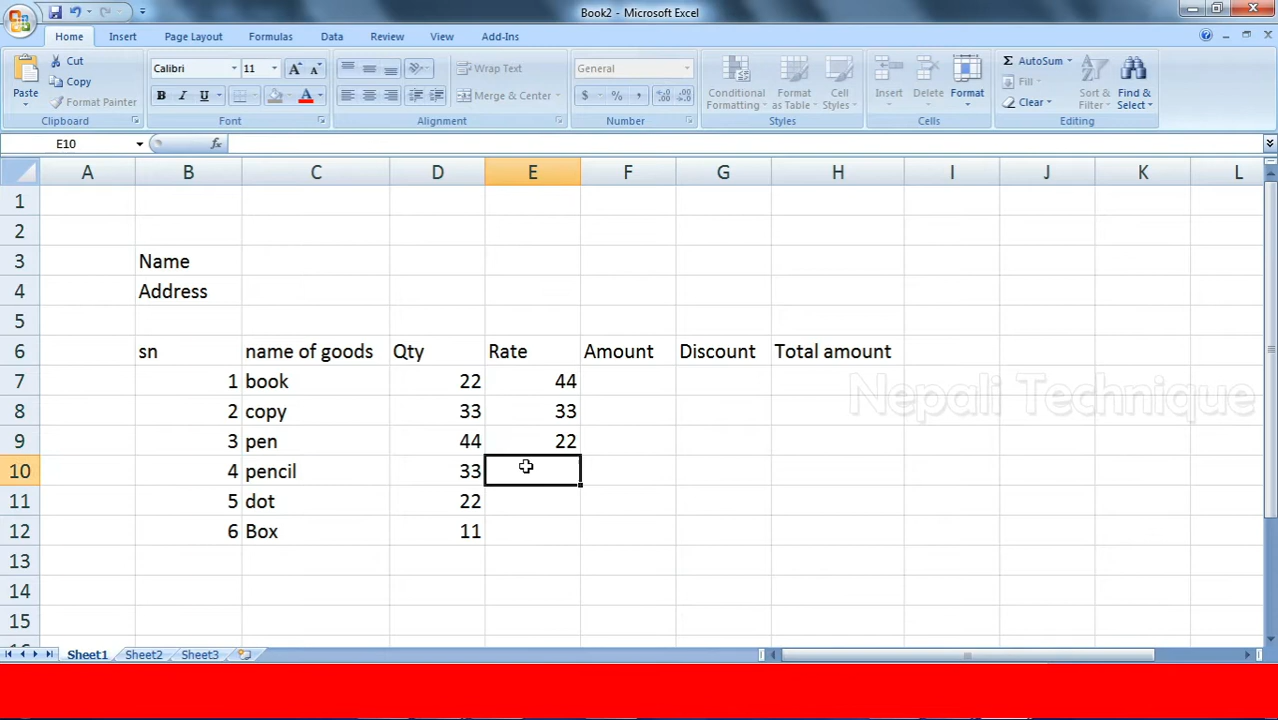 Book2 - Microsoft Excel
Home Insert Page Layout Formulas Data Review View Add-Ins
Paste Cut Calibri 11 A A Wrap Text General Conditional Formatting Format as Table Cell Styles Insert Delete Format Σ AutoSum Sort & Filter Find & Select
Copy Fill
Format Painter B I U A Merge & Center $ % , Clear
Clipboard Font Alignment Number Styles Cells Editing
E10 fx
A B C D E F G H I J K L
1
2
3 Name
4 Address
5
6 sn name of goods Qty Rate Amount Discount Total amount
7 1 book 22 44
8 2 copy 33 33
9 3 pen 44 22
10 4 pencil 33
11 5 dot 22
12 6 Box 11
13
14
15
Nepali Technique
Sheet1 Sheet2 Sheet3